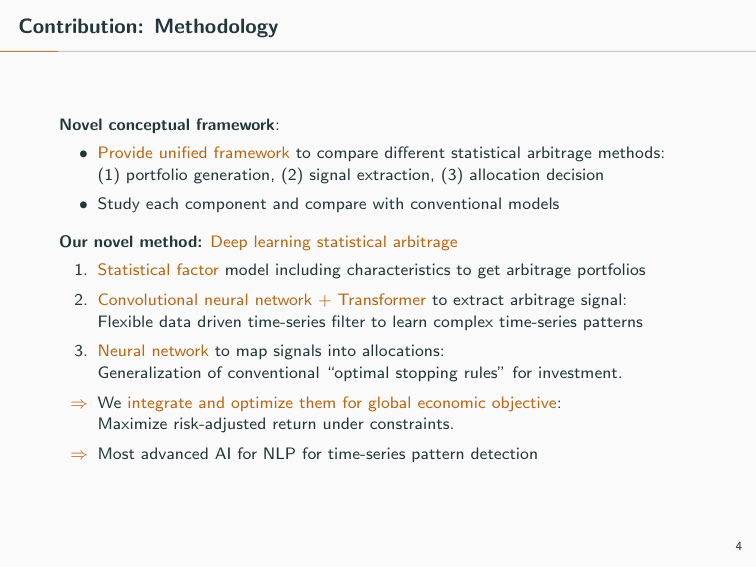 Contribution: Methodology
Novel conceptual framework:
• Provide unified framework to compare different statistical arbitrage methods:
(1) portfolio generation, (2) signal extraction, (3) allocation decision
• Study each component and compare with conventional models
Our novel method: Deep learning statistical arbitrage
1. Statistical factor model including characteristics to get arbitrage portfolios
2. Convolutional neural network + Transformer to extract arbitrage signal:
Flexible data driven time-series filter to learn complex time-series patterns
3. Neural network to map signals into allocations:
Generalization of conventional “optimal stopping rules” for investment.
⇒ We integrate and optimize them for global economic objective:
Maximize risk-adjusted return under constraints.
⇒ Most advanced AI for NLP for time-series pattern detection
4